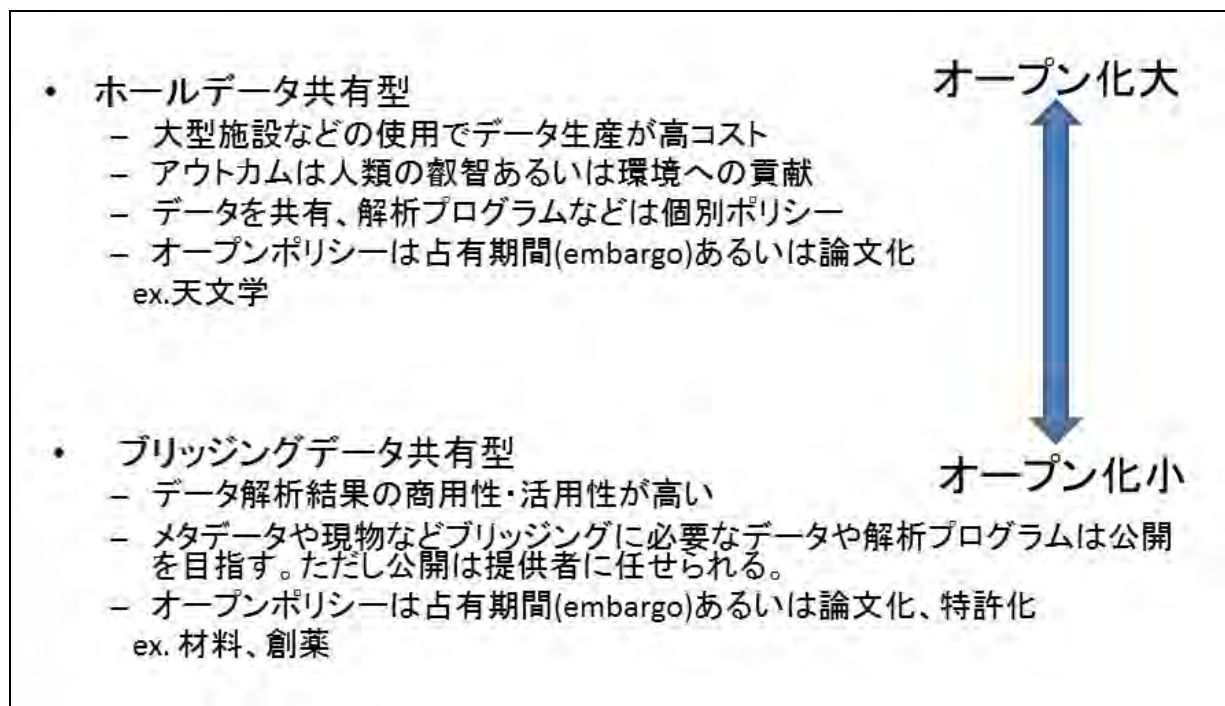 • ホールデータ共有型
– 大型施設などの使用でデータ生産が高コスト
– アウトカムは人類の叡智あるいは環境への貢献
– データを共有、解析プログラムなどは個別ポリシー
– オープンポリシーは占有期間(embargo)あるいは論文化
ex.天文学
オープン化大
オープン化小
• ブリッジングデータ共有型
– データ解析結果の商用性・活用性が高い
– メタデータや現物などブリッジングに必要なデータや解析プログラムは公開
を目指す。ただし公開は提供者に任せられる。
– オープンポリシーは占有期間(embargo)あるいは論文化、特許化
ex. 材料、創薬